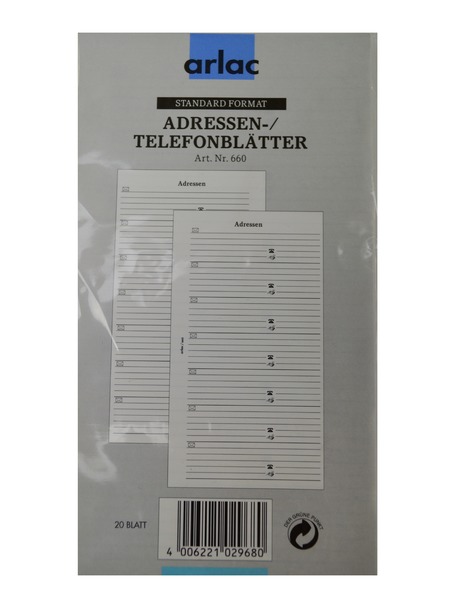 arlac
STANDARD FORMAT
ADRESSEN-/
TELEFONBLÄTTER
Art. Nr. 660
Adressen
Adressen
20 BLATT
4 006221 029680
DER GRÜNE PUNKT